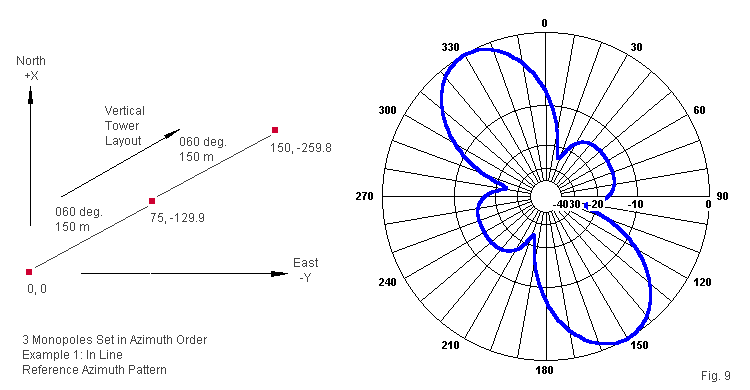 North
+X
Vertical
Tower
Layout
060 deg.
150 m
150, -259.8
060 deg.
150 m
75, -129.9
East
-Y
0, 0
3 Monopoles Set in Azimuth Order
Example 1: In Line
Reference Azimuth Pattern
0
30
60
90
120
150
180
210
240
270
300
330
-40
30
-20
-10
0
Fig. 9